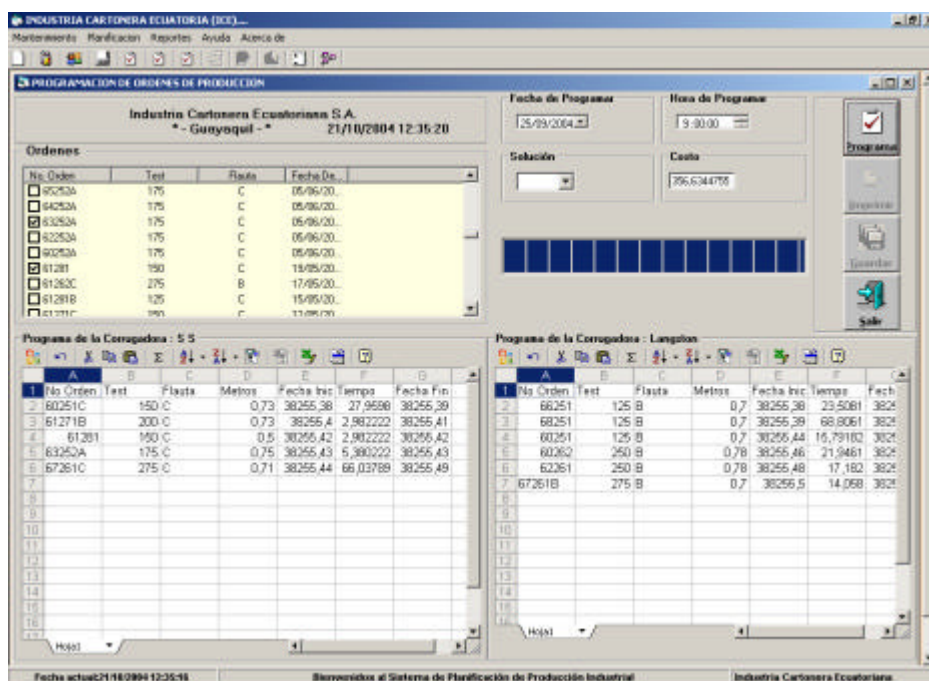 INDUSTRIA CARTONERA ECUATORIA (ICE)....
Mantenimiento Planificacion Reportes Ayuda Acerca de
PROGRAMACION DE ORDENES DE PRODUCCION
Industria Cartonera Ecuatoriana S.A.
*- Guayaquil -* 21/10/2004 12:35:20
Fecha de Programar Hora de Programar
25/09/2004 9:00:00
Programar
Ordenes
Solución Costo
356,6344755
Imprimir
Guardar
Salir
No. Orden Test Flauta Fecha De...
65252A 175 C 05/06/20...
64252A 175 C 05/06/20...
63252A 175 C 05/06/20...
62252A 175 C 05/06/20...
60252A 175 C 05/06/20...
61281 150 C 19/05/20...
61262C 275 B 17/05/20...
61281B 125 C 15/05/20...
61271C 150 C
Programa de la Corrugadora : S S
A B C D E F G
1 No Orden Test Flauta Metros Fecha Inic Tiempo Fecha Fin
2 60251C 150 C 0,73 38255,38 27,9598 38255,39
3 61271B 200 C 0,73 38255,4 2,982222 38255,41
4 61281 150 C 0,5 38255,42 2,982222 38255,42
5 63252A 175 C 0,75 38255,43 5,380222 38255,43
6 67261C 275 C 0,71 38255,44 66,03789 38255,49
7
8
9
10
11
12
13
14
15
16
Hoja1
Programa de la Corrugadora : Langston
A B C D E F
1 No Orden Test Flauta Metros Fecha Inic Tiempo Fech
2 66251 125 B 0,7 38255,38 23,5081 3825
3 68251 125 B 0,7 38255,39 68,8061 3825
4 60251 125 B 0,7 38255,44 15,79182 3825
5 60262 250 B 0,78 38255,46 21,9461 3825
6 62261 250 B 0,78 38255,48 17,182 3825
7 67261B 275 B 0,7 38255,5 14,058 3825
8
9
10
11
12
13
14
15
Hoja1
Fecha actual:21/10/2004 12:35:16 Bienvenidos al Sistema de Planificación de Producción Industrial Industria Cartonera Ecuatoriana